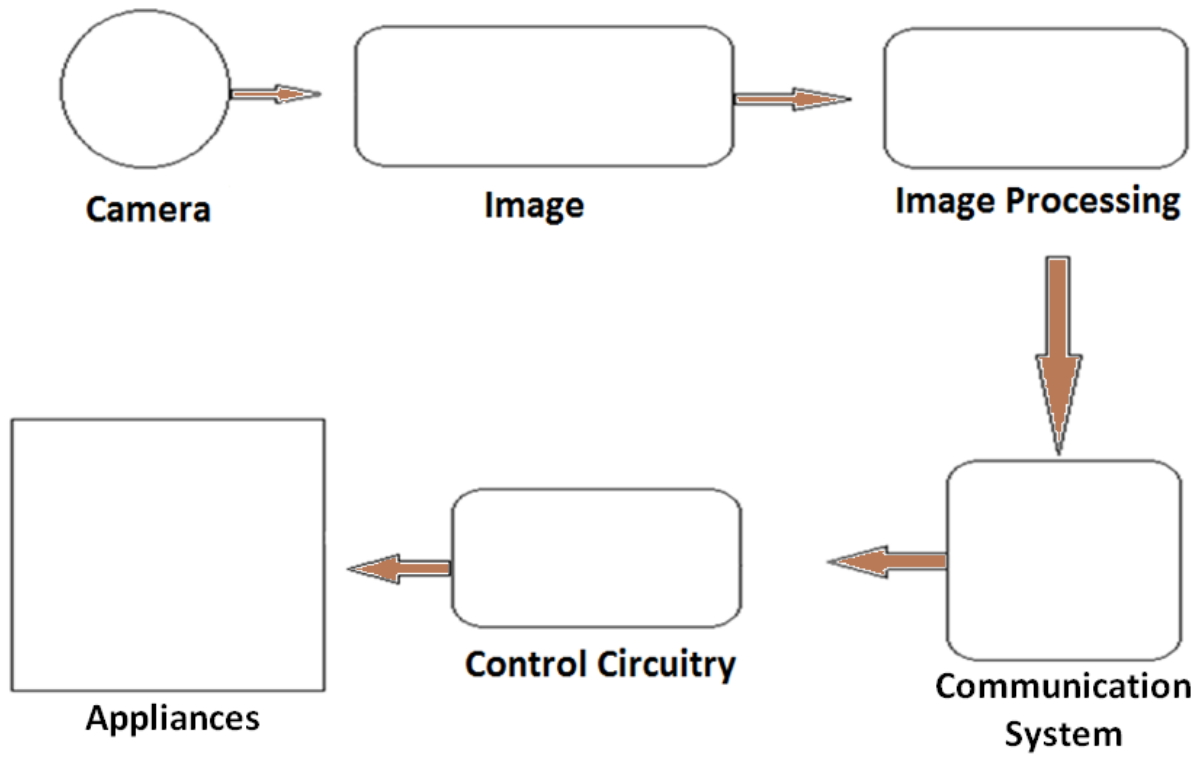 Camera
Image
Image Processing
Appliances
Control Circuitry
Communication
System